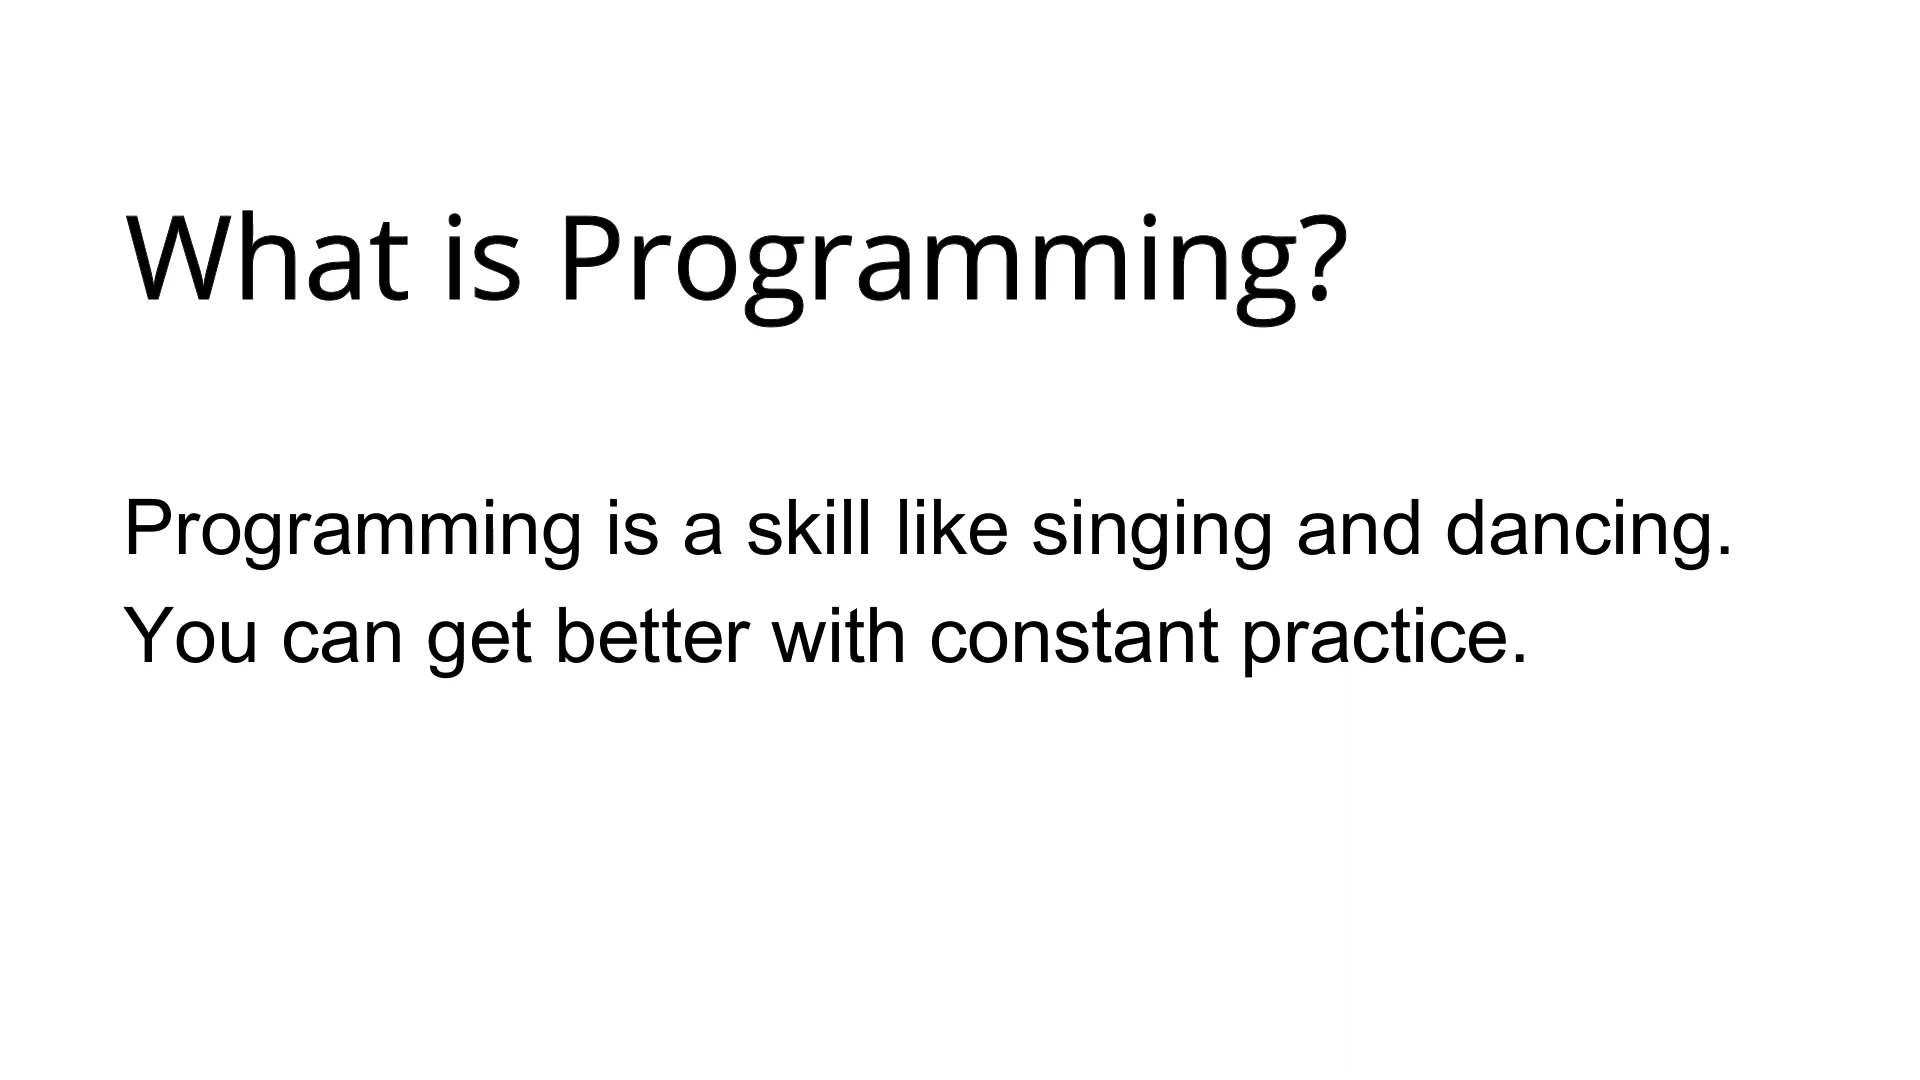 What is Programming?
Programming is a skill like singing and dancing.
You can get better with constant practice.